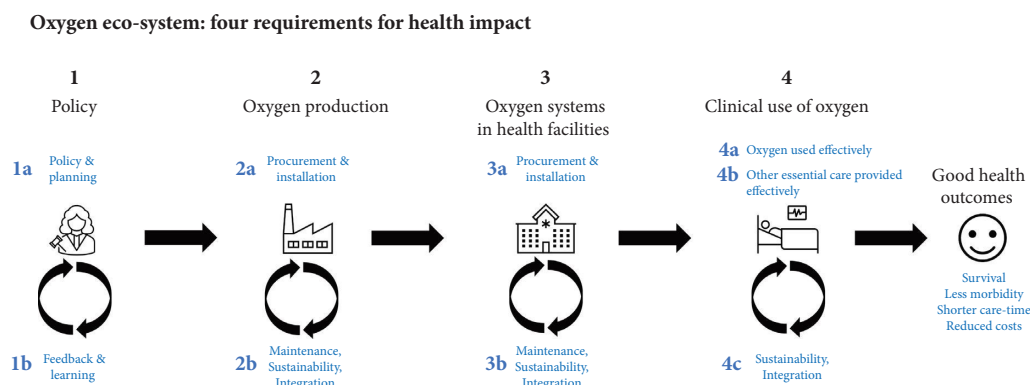 Oxygen eco-system: four requirements for health impact
1
Policy
2
Oxygen production
3
Oxygen systems
in health facilities
4
Clinical use of oxygen
1a Policy &
planning
2a Procurement &
installation
3a Procurement &
installation
4a Oxygen used effectively
4b Other essential care provided
effectively
Good health
outcomes
Survival
Less morbidity
Shorter care-time
Reduced costs
1b Feedback &
learning
2b Maintenance,
Sustainability,
Integration
3b Maintenance,
Sustainability,
Integration
4c Sustainability,
Integration